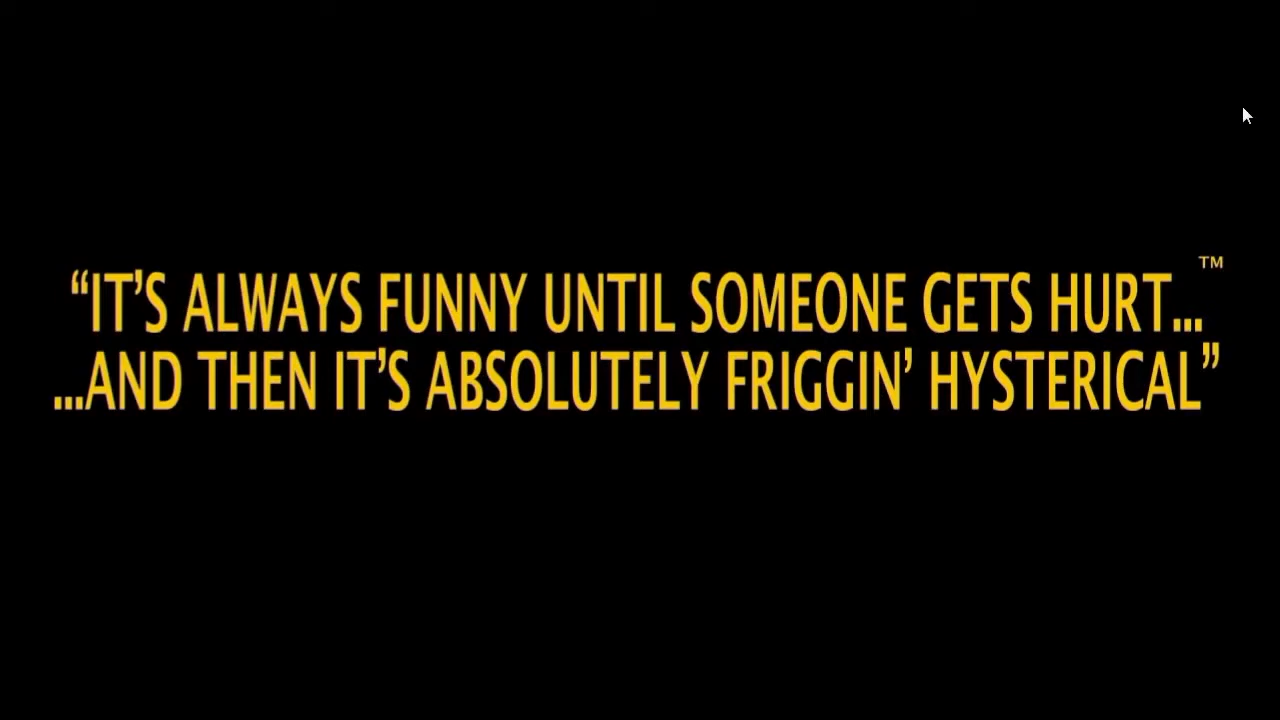 “IT’S ALWAYS FUNNY UNTIL SOMEONE GETS HURT...™
...AND THEN IT’S ABSOLUTELY FRIGGIN’ HYSTERICAL”